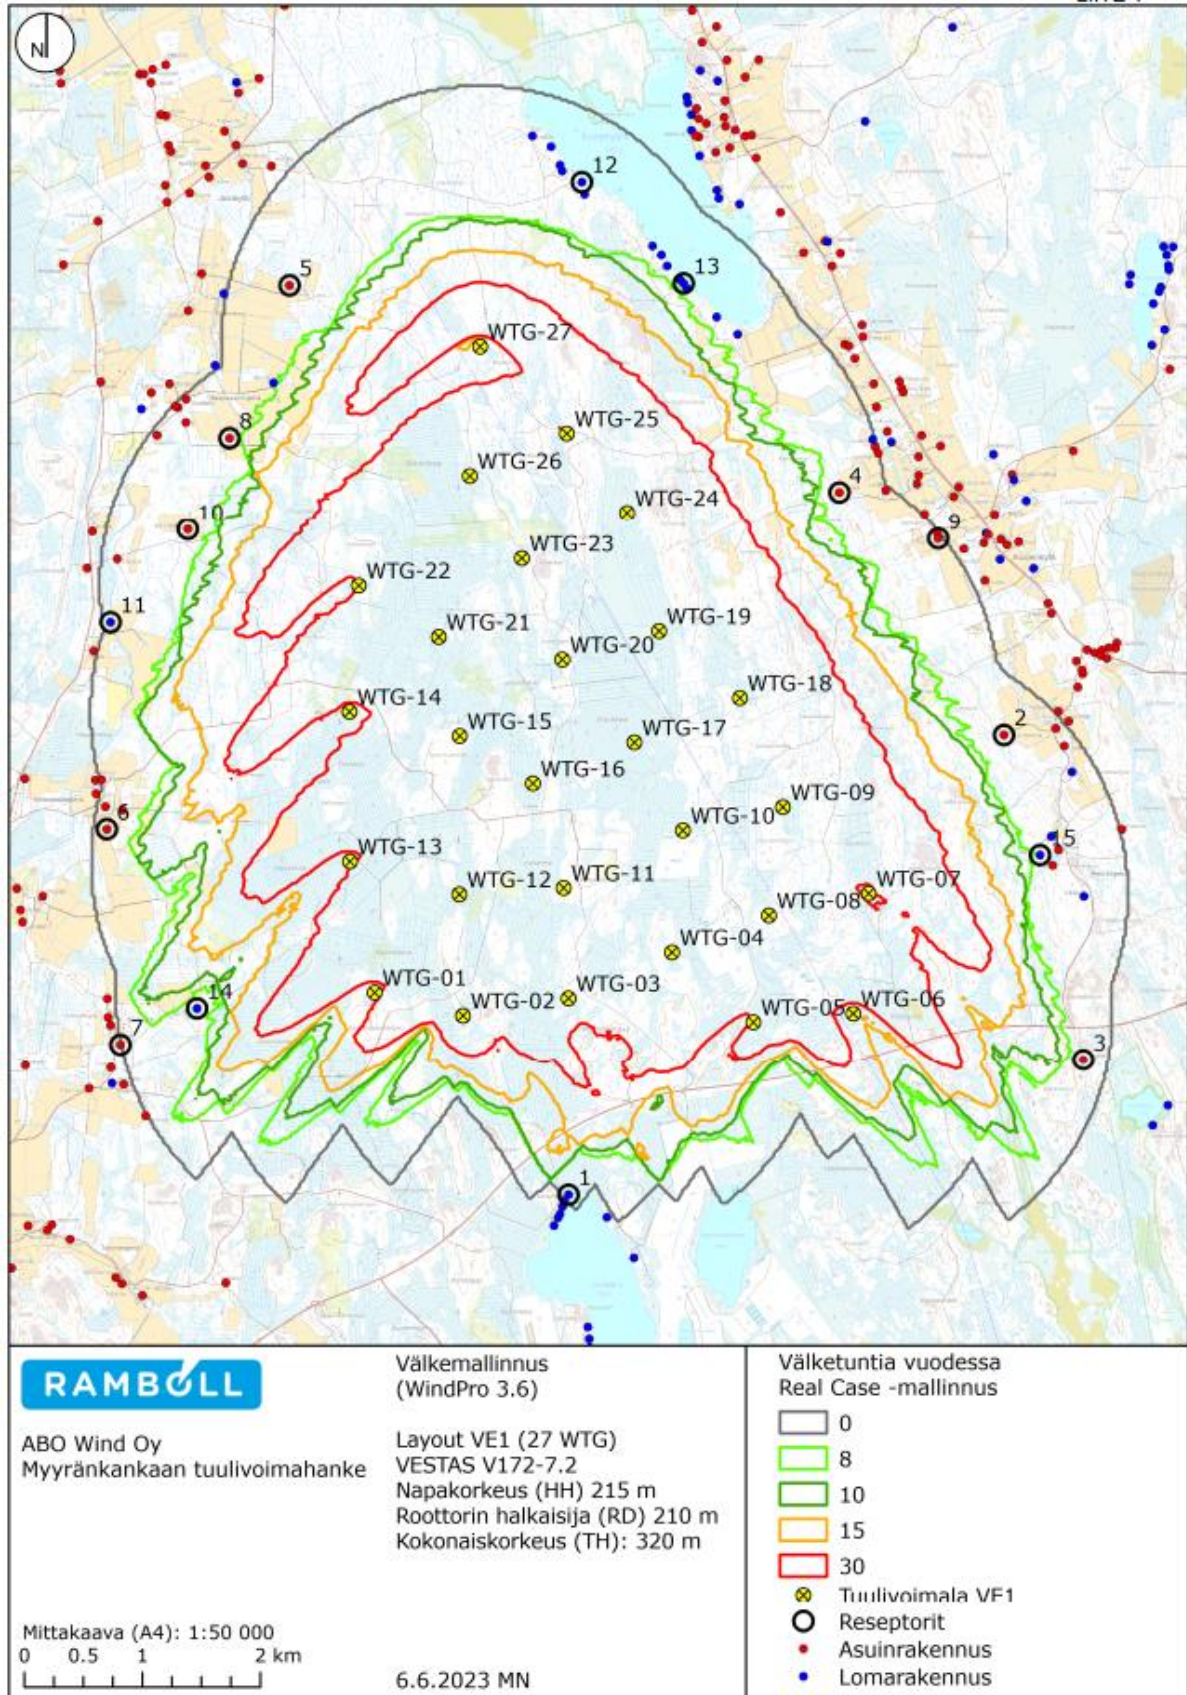 N
12
13
5
WTG-27
8
WTG-25
WTG-26
4
WTG-24
10
9
WTG-23
WTG-22
11
WTG-21
WTG-19
WTG-20
WTG-14
WTG-18
2
WTG-15
WTG-17
WTG-16
WTG-09
6
WTG-10
15
WTG-13
WTG-12
WTG-11
WTG-07
WTG-08
WTG-04
WTG-01
14
WTG-02
WTG-03
WTG-05
WTG-06
7
3
1
RAMBOLL
ABO Wind Oy
Myyränkankaan tuulivoimahanke
Mittakaava (A4): 1:50 000
0 0.5 1 2 km
Välkemallinnus
(WindPro 3.6)
Layout VE1 (27 WTG)
VESTAS V172-7.2
Napakorkeus (HH) 215 m
Roottorin halkaisija (RD) 210 m
Kokonaiskorkeus (TH): 320 m
6.6.2023 MN
Välketuntia vuodessa
Real Case -mallinnus
0
8
10
15
30
Tuulivoimala VE1
Reseptorit
Asuinrakennus
Lomarakennus